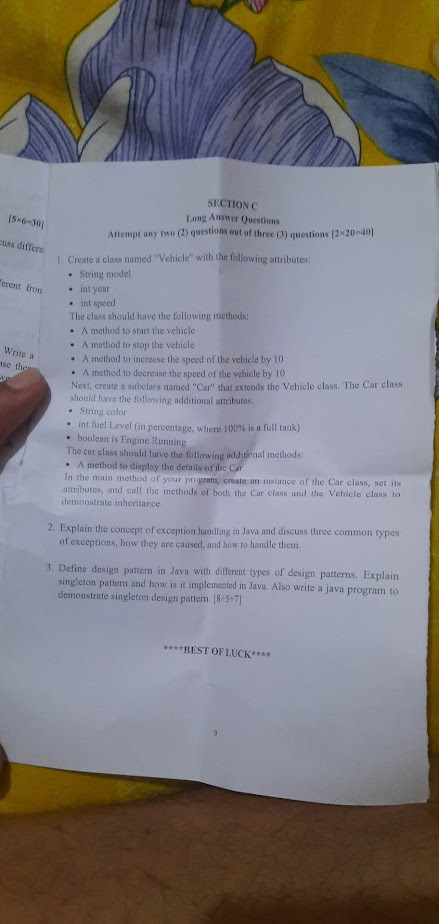 [5×6=30]
cuss differe
ferent fron
Write a
use the
SECTION C
Long Answer Questions
Attempt any two (2) questions out of three (3) questions [2×20=40]
1. Create a class named "Vehicle" with the following attributes:
• String model
• int year
• int speed
The class should have the following methods:
• A method to start the vehicle
• A method to stop the vehicle
• A method to increase the speed of the vehicle by 10
• A method to decrease the speed of the vehicle by 10
Next, create a subclass named "Car" that extends the Vehicle class. The Car class
should have the following additional attributes:
• String color
• int fuel Level (in percentage, where 100% is a full tank)
• boolean is Engine Running
The car class should have the following additional methods:
• A method to display the details of the Car
In the main method of your program, create an instance of the Car class, set its
attributes, and call the methods of both the Car class and the Vehicle class to
demonstrate inheritance.
2. Explain the concept of exception handling in Java and discuss three common types
of exceptions, how they are caused, and how to handle them.
3. Define design pattern in Java with different types of design patterns. Explain
singleton pattern and how is it implemented in Java. Also write a java program to
demonstrate singleton design pattern. [8+5+7]
****BEST OF LUCK****
9